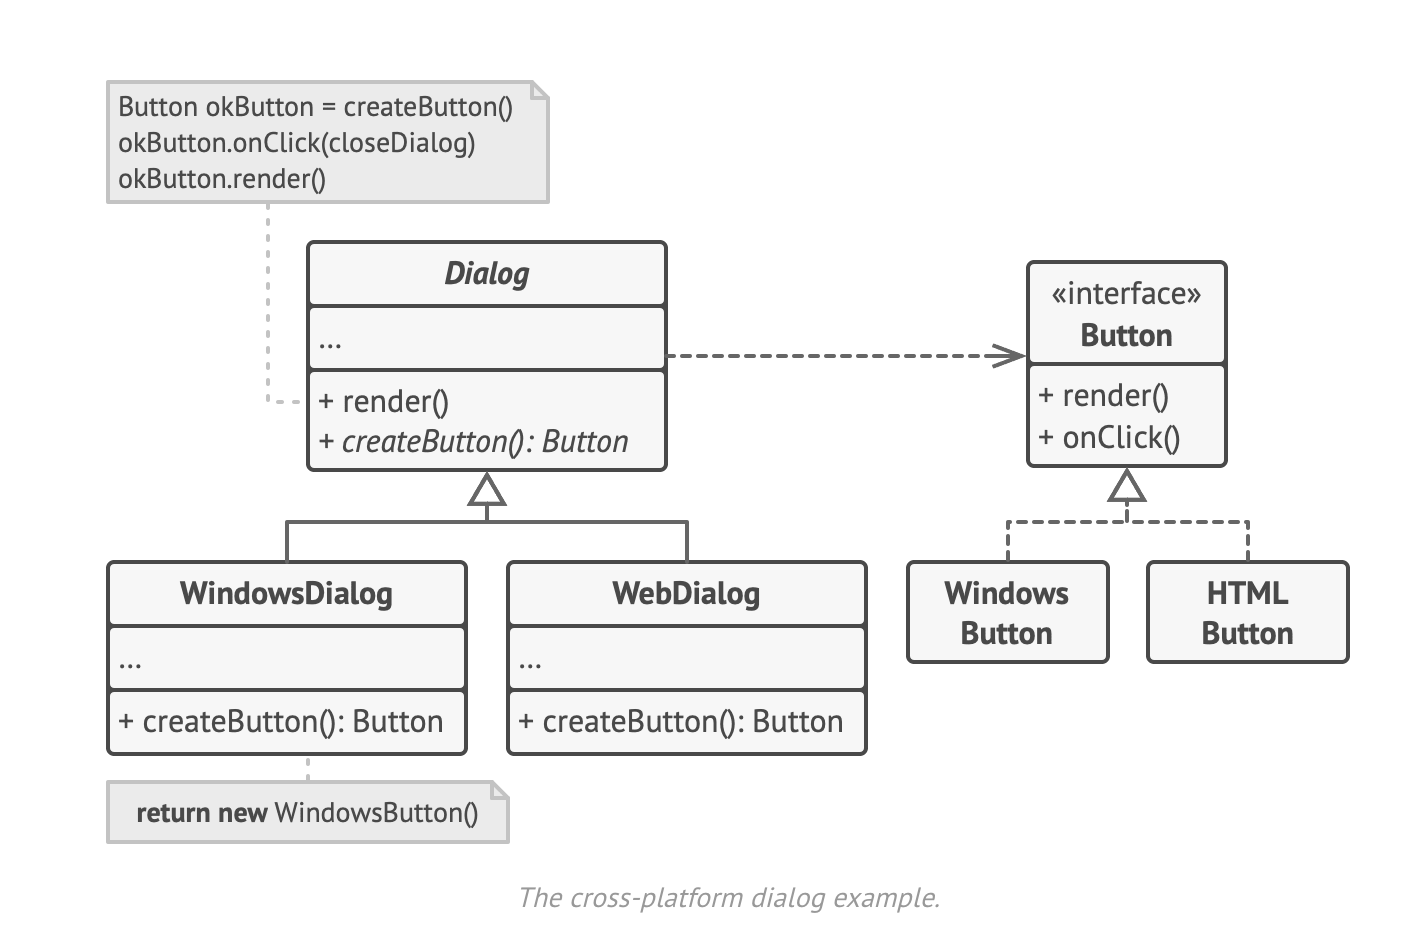 Button okButton = createButton()
okButton.onClick(closeDialog)
okButton.render()
Dialog
...
+ render()
+ createButton(): Button
«interface»
Button
+ render()
+ onClick()
WindowsDialog
...
+ createButton(): Button
WebDialog
...
+ createButton(): Button
Windows
Button
HTML
Button
return new WindowsButton()
The cross-platform dialog example.